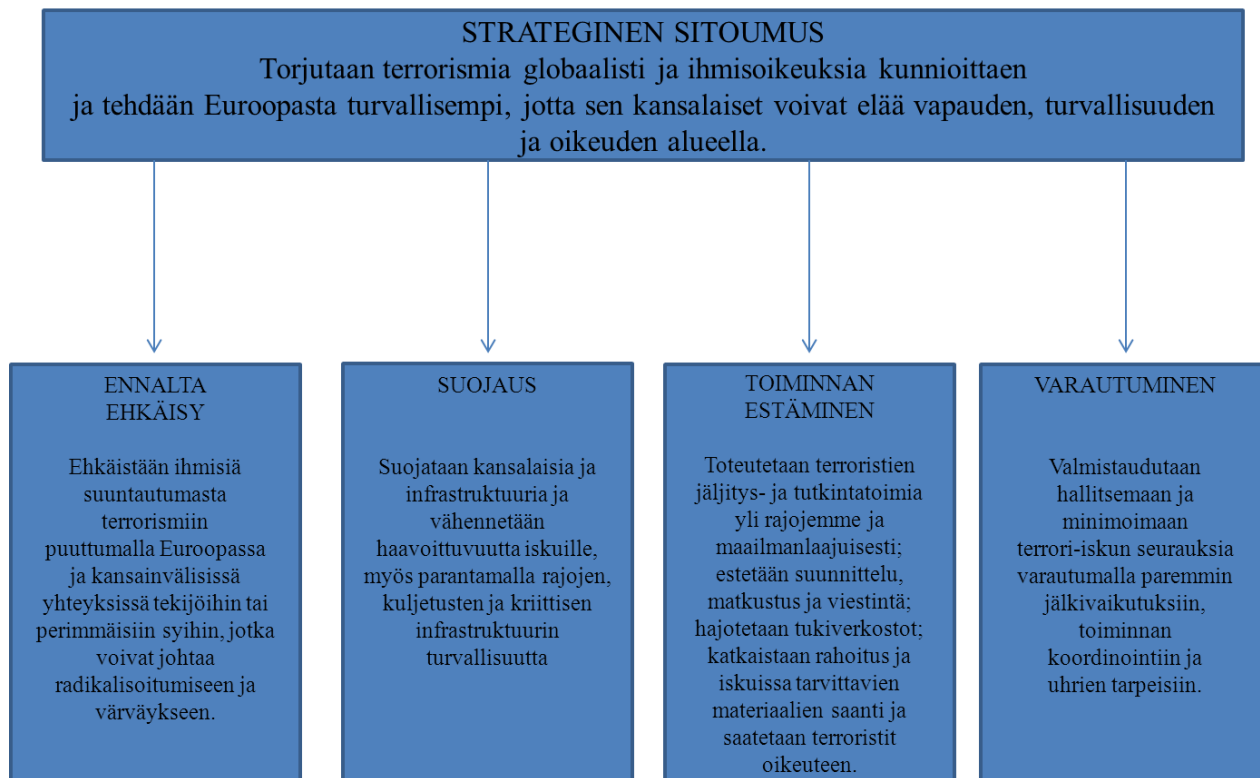 STRATEGINEN SITOUMUS
Torjutaan terrorismia globaalisti ja ihmisoikeuksia kunnioittaen
ja tehdään Euroopasta turvallisempi, jotta sen kansalaiset voivat elää vapauden, turvallisuuden
ja oikeuden alueella.
ENNALTA
EHKÄISY
Ehkäistään ihmisiä
suuntautumasta
terrorismiin
puuttumalla Euroopassa
ja kansainvälisissä
yhteyksissä tekijöihin tai
perimmäisiin syihin, jotka
voivat johtaa
radikalisoitumiseen ja
värväykseen.
SUOJAUS
Suojataan kansalaisia ja
infrastruktuuria ja
vähennetään
haavoittuvuutta iskuille,
myös parantamalla rajojen,
kuljetusten ja kriittisen
infrastruktuurin
turvallisuutta
TOIMINNAN
ESTÄMINEN
Toteutetaan terroristien
jäljitys- ja tutkintatoimia
yli rajojemme ja
maailmanlaajuisesti;
estetään suunnittelu,
matkustus ja viestintä;
hajotetaan tukiverkostot;
katkaistaan rahoitus ja
iskuissa tarvittavien
materiaalien saanti ja
saatetaan terroristit
oikeuteen.
VARAUTUMINEN
Valmistaudutaan
hallitsemaan ja
minimoimaan
terrori-iskun seurauksia
varautumalla paremmin
jälkivaikutuksiin,
toiminnan
koordinointiin ja
uhrien tarpeisiin.